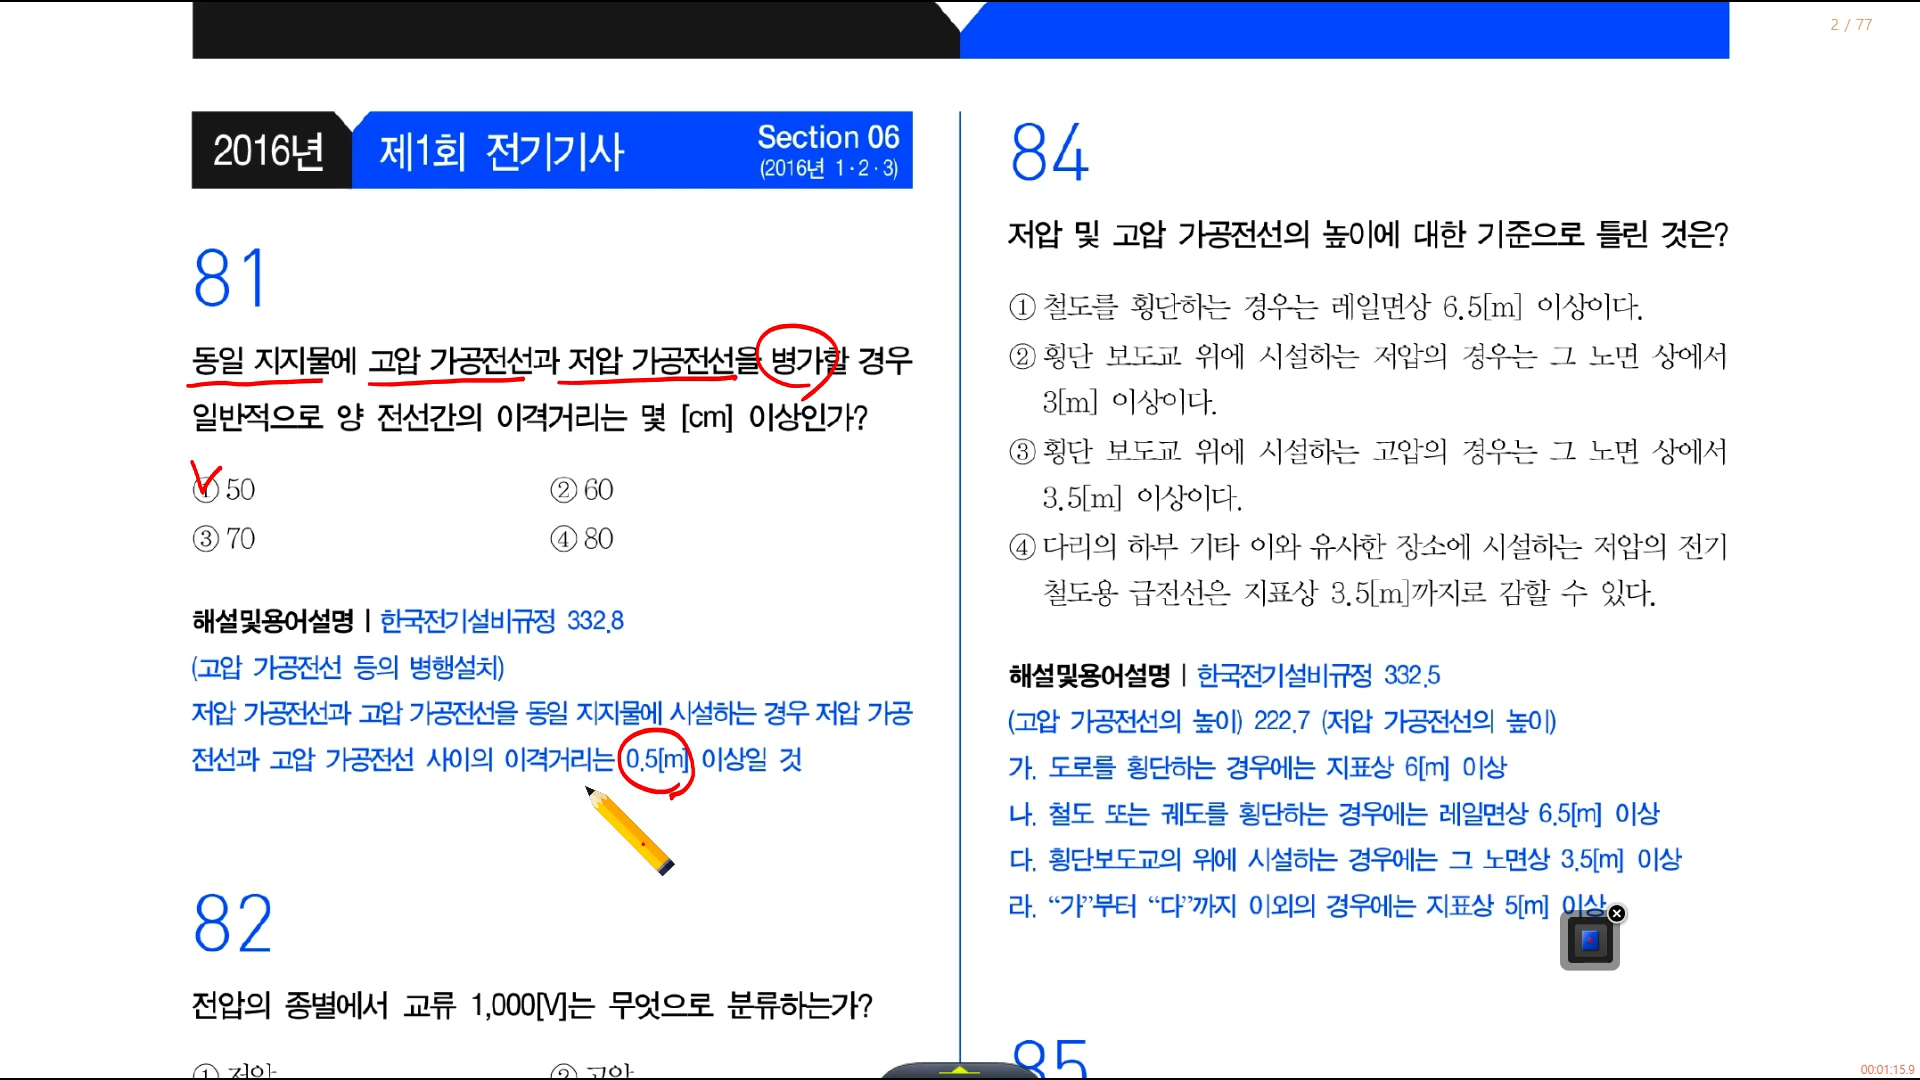 2 / 77
2016년 제1회 전기기사 Section 06
(2016년 1·2·3)
81
동일 지지물에 고압 가공전선과 저압 가공전선을 병가할 경우
일반적으로 양 전선간의 이격거리는 몇 [cm] 이상인가?
① 50 ② 60
③ 70 ④ 80
해설및용어설명 | 한국전기설비규정 332.8
(고압 가공전선 등의 병행설치)
저압 가공전선과 고압 가공전선을 동일 지지물에 시설하는 경우 저압 가공
전선과 고압 가공전선 사이의 이격거리는 0.5[m] 이상일 것
82
전압의 종별에서 교류 1,000[V]는 무엇으로 분류하는가?
① 저압 ② 고압
84
저압 및 고압 가공전선의 높이에 대한 기준으로 틀린 것은?
① 철도를 횡단하는 경우는 레일면상 6.5[m] 이상이다.
② 횡단 보도교 위에 시설하는 저압의 경우는 그 노면 상에서
3[m] 이상이다.
③ 횡단 보도교 위에 시설하는 고압의 경우는 그 노면 상에서
3.5[m] 이상이다.
④ 다리의 하부 기타 이와 유사한 장소에 시설하는 저압의 전기
철도용 급전선은 지표상 3.5[m]까지로 감할 수 있다.
해설및용어설명 | 한국전기설비규정 332.5
(고압 가공전선의 높이) 222.7 (저압 가공전선의 높이)
가. 도로를 횡단하는 경우에는 지표상 6[m] 이상
나. 철도 또는 궤도를 횡단하는 경우에는 레일면상 6.5[m] 이상
다. 횡단보도교의 위에 시설하는 경우에는 그 노면상 3.5[m] 이상
라. “가”부터 “다”까지 이외의 경우에는 지표상 5[m] 이상
85
00:01:15.9